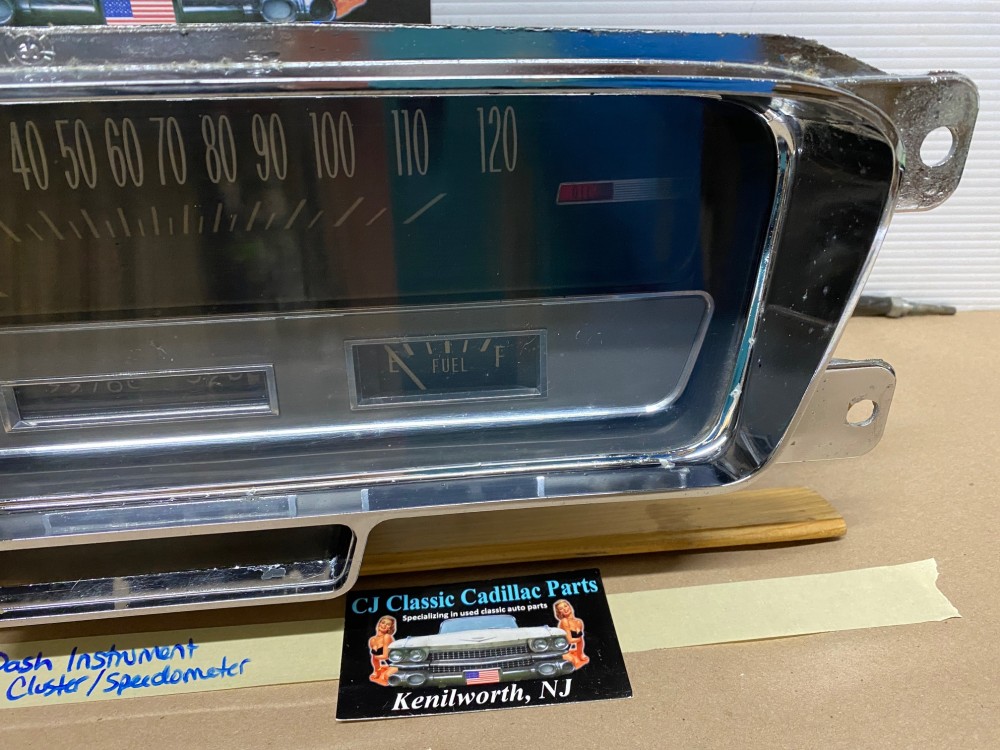 40 50 60 70 80 90 100 110 120
OIL
E FUEL F
CJ Classic Cadillac Parts
Specializing in used classic auto parts
Kenilworth, NJ
Dash Instrument
Cluster/Speedometer